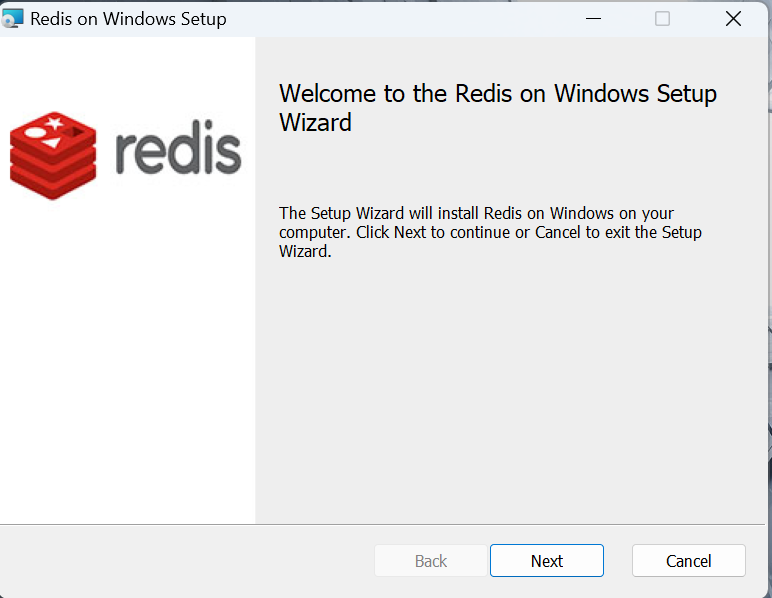 Redis on Windows Setup
redis
Welcome to the Redis on Windows Setup
Wizard
The Setup Wizard will install Redis on Windows on your
computer. Click Next to continue or Cancel to exit the Setup
Wizard.
Back
Next
Cancel